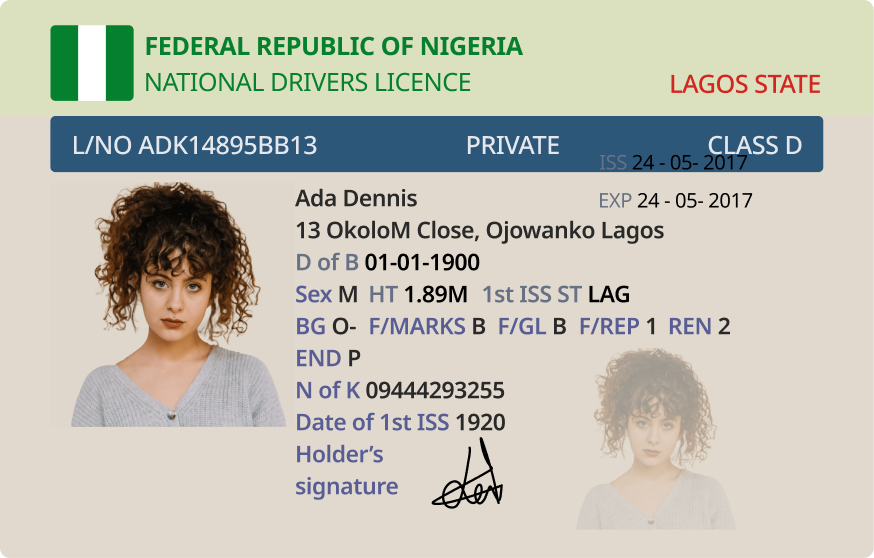 FEDERAL REPUBLIC OF NIGERIA
NATIONAL DRIVERS LICENCE
LAGOS STATE
L/NO ADK14895BB13 PRIVATE CLASS D
ISS 24 - 05- 2017
EXP 24 - 05- 2017
Ada Dennis
13 OkoloM Close, Ojowanko Lagos
D of B 01-01-1900
Sex M HT 1.89M 1st ISS ST LAG
BG O- F/MARKS B F/GL B F/REP 1 REN 2
END P
N of K 09444293255
Date of 1st ISS 1920
Holder’s
signature